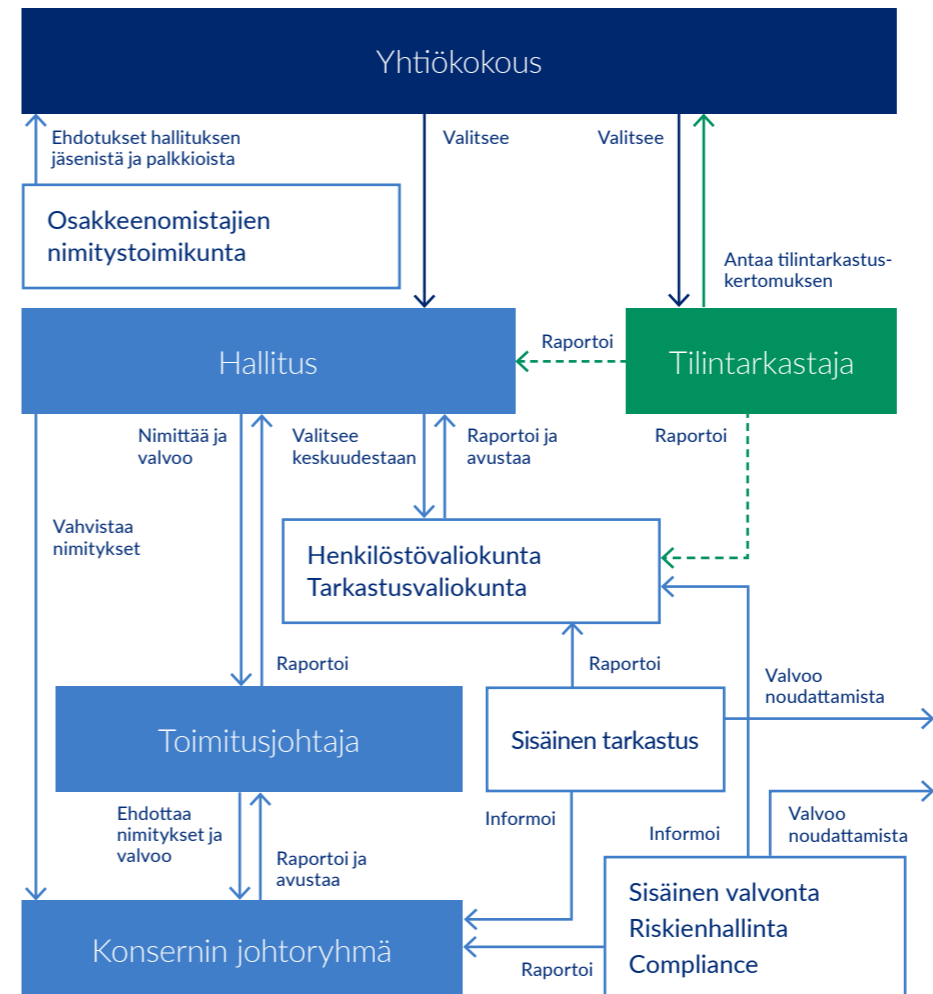 Yhtiökokous
Ehdotukset hallituksen
jäsenistä ja palkkioista
Valitsee
Valitsee
Osakkeenomistajien
nimitystoimikunta
Antaa tilintarkastus-
kertomuksen
Hallitus
Raportoi
Tilintarkastaja
Nimittää ja
valvoo
Valitsee
keskuudestaan
Raportoi ja
avustaa
Raportoi
Vahvistaa
nimitykset
Henkilöstövaliokunta
Tarkastusvaliokunta
Raportoi
Raportoi
Valvoo
noudattamista
Toimitusjohtaja
Sisäinen tarkastus
Ehdottaa
nimitykset ja
valvoo
Raportoi ja
avustaa
Informoi
Informoi
Valvoo
noudattamista
Konsernin johtoryhmä
Raportoi
Sisäinen valvonta
Riskienhallinta
Compliance